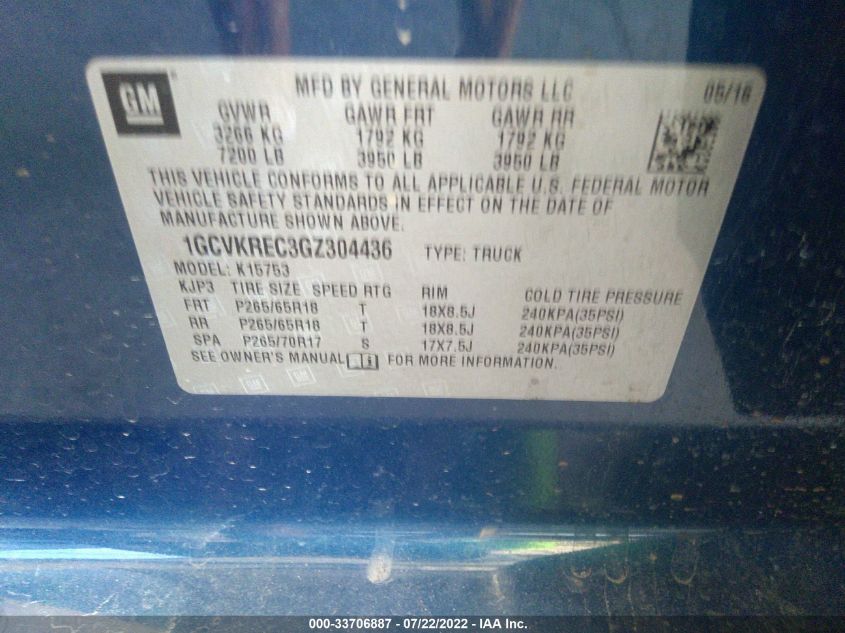 GM
MFD BY GENERAL MOTORS LLC 05/16
GVWR GAWR FRT GAWR RR
3266 KG 1792 KG 1792 KG
7200 LB 3950 LB 3950 LB
THIS VEHICLE CONFORMS TO ALL APPLICABLE U.S. FEDERAL MOTOR
VEHICLE SAFETY STANDARDS IN EFFECT ON THE DATE OF
MANUFACTURE SHOWN ABOVE.
1GCVKREC3GZ304436 TYPE: TRUCK
MODEL: K15753
KJP3 TIRE SIZE SPEED RTG RIM COLD TIRE PRESSURE
FRT P265/65R18 T 18X8.5J 240KPA(35PSI)
RR P265/65R18 T 18X8.5J 240KPA(35PSI)
SPA P265/70R17 S 17X7.5J 240KPA(35PSI)
SEE OWNER'S MANUAL FOR MORE INFORMATION.
GM GM GM GM
000-33706887 - 07/22/2022 - IAA Inc.